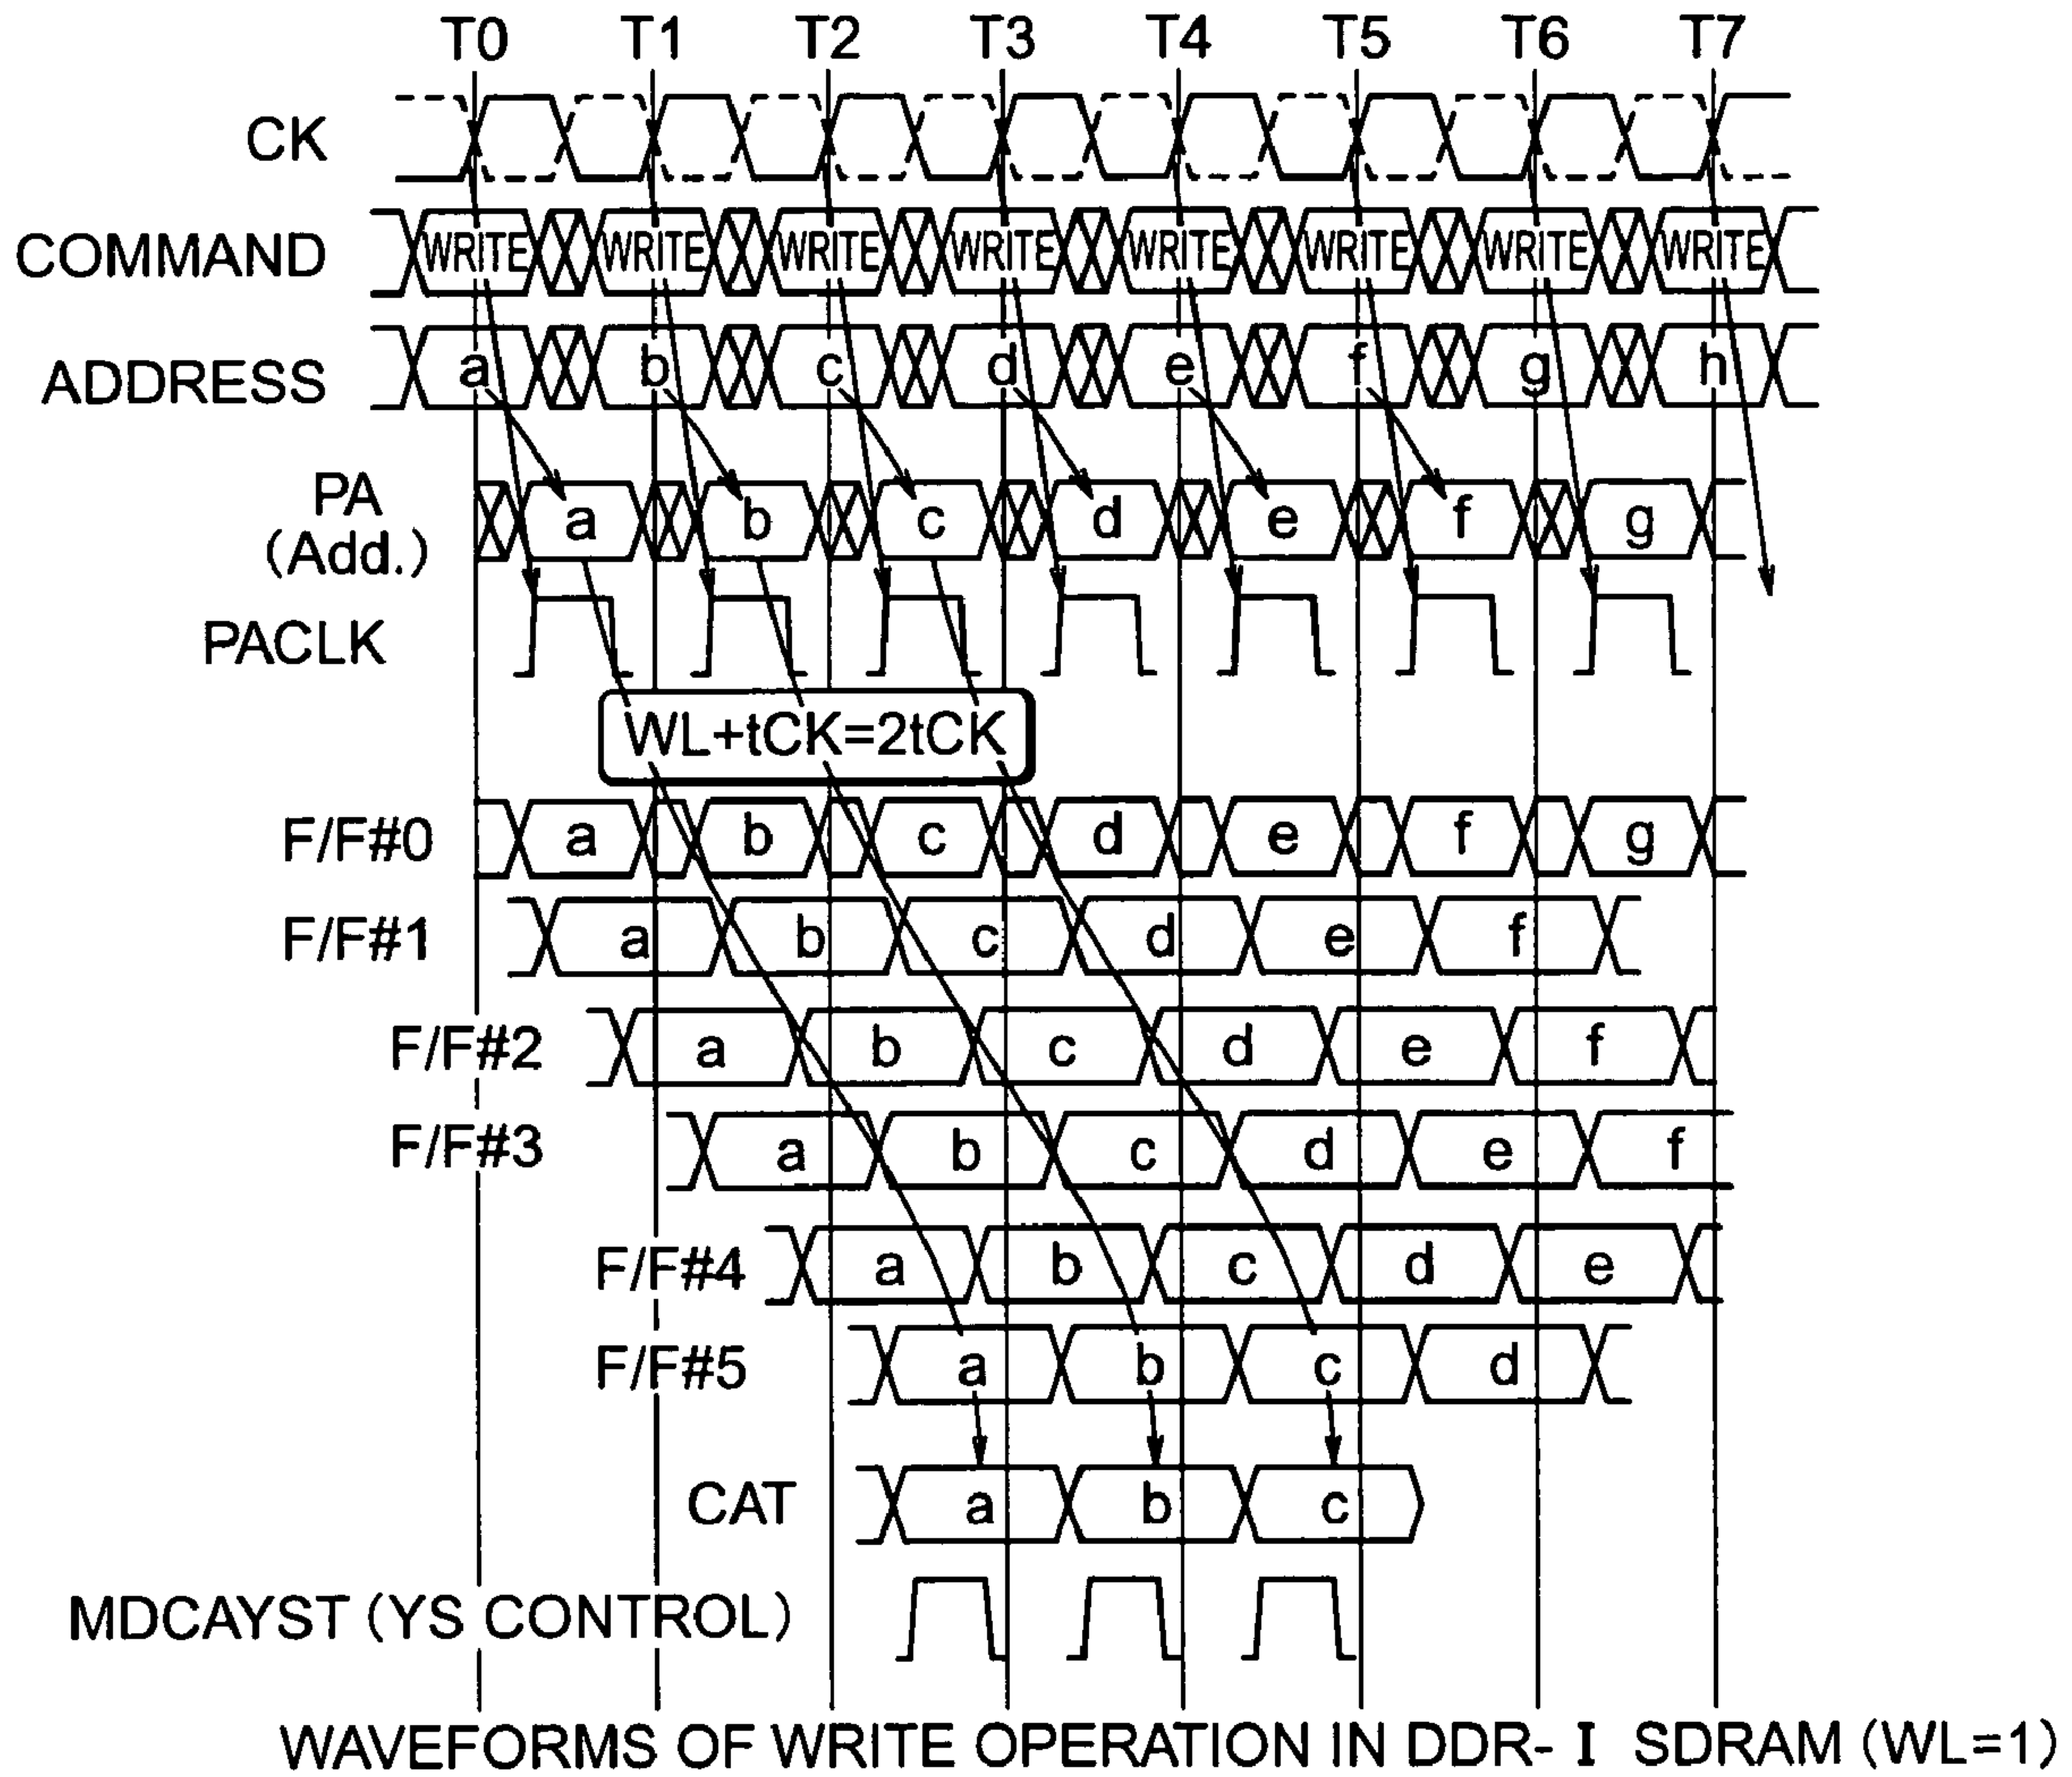 T0 T1 T2 T3 T4 T5 T6 T7
CK
COMMAND WRITE WRITE WRITE WRITE WRITE WRITE WRITE WRITE
ADDRESS a b c d e f g h
PA
(Add.) a b c d e f g
PACLK
WL+tCK=2tCK
F/F#0 a b c d e f g
F/F#1 a b c d e f
F/F#2 a b c d e f
F/F#3 a b c d e f
F/F#4 a b c d e
F/F#5 a b c d
CAT a b c
MDCAYST (YS CONTROL)
WAVEFORMS OF WRITE OPERATION IN DDR- I SDRAM (WL=1)